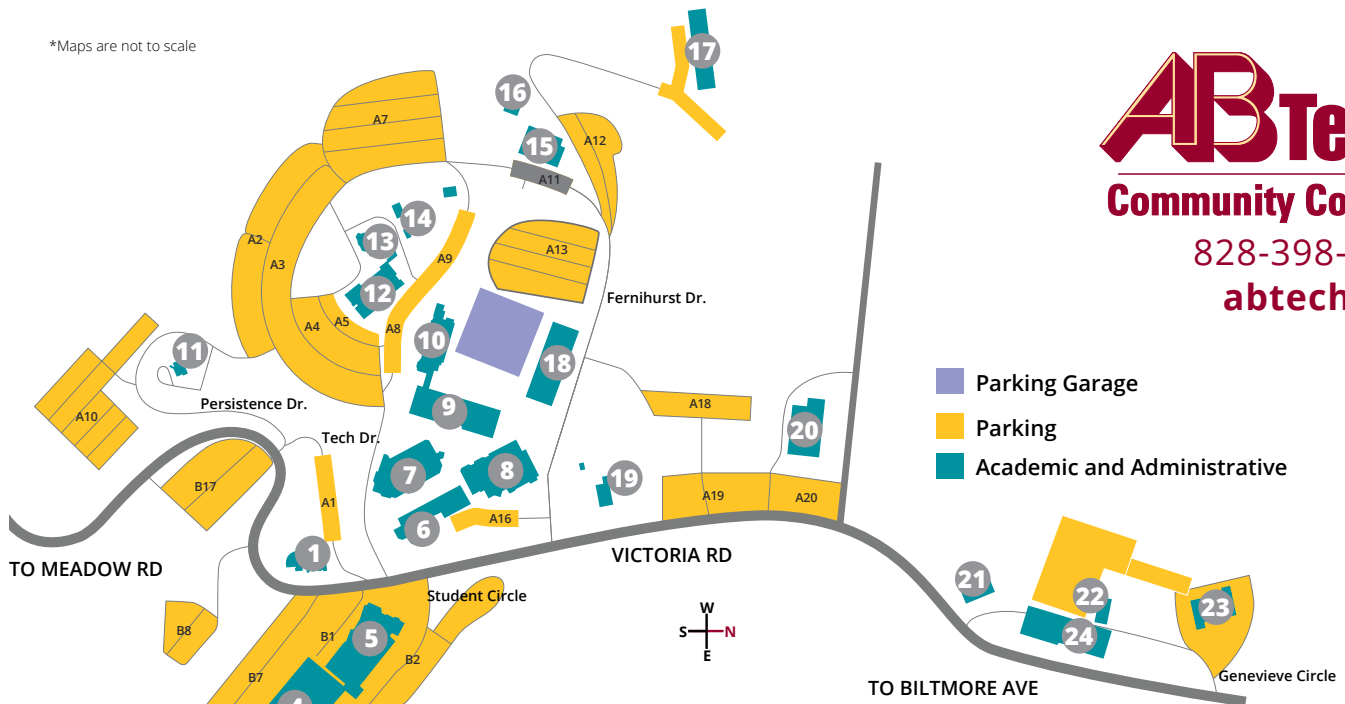 *Maps are not to scale
17
16
A7
15
A12
A11
14
A2
A3
13
A9
A13
12
Fernihurst Dr.
A4
A5
A8
10
11
18
Persistence Dr.
A10
9
A18
Tech Dr.
20
7
8
B17
A1
19
A19
A20
6
A16
1
VICTORIA RD
TO MEADOW RD
Student Circle
B8
B1
5
B2
B7
4
W
S
N
E
21
22
23
24
Genevieve Circle
TO BILTMORE AVE
AB Te
Community Co
828-398-
abtech
Parking Garage
Parking
Academic and Administrative